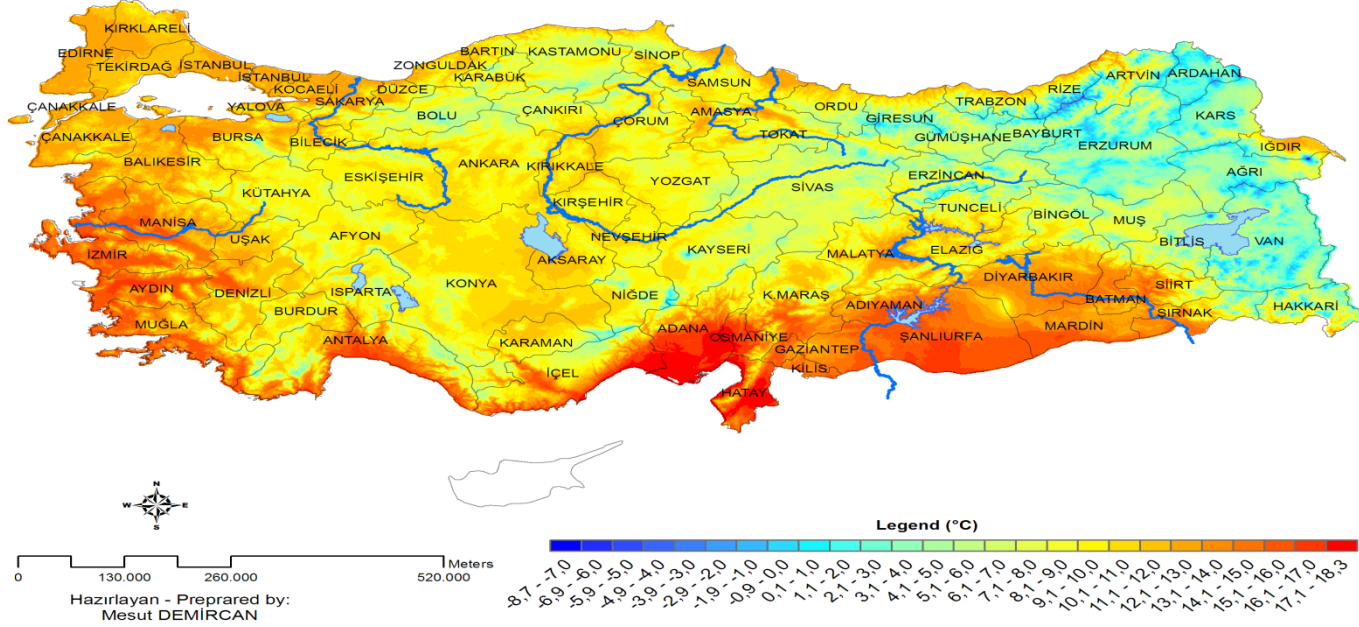 KIRKLARELİ
EDİRNE
TEKİRDAĞ
İSTANBUL
İSTANBUL
KOCAELİ
SAKARYA
DÜZCE
ZONGULDAK
BARTIN
KARABÜK
KASTAMONU
SİNOP
SAMSUN
ÇANAKKALE
ÇANAKKALE
YALOVA
BURSA
BİLECİK
BOLU
ÇANKIRI
ÇORUM
AMASYA
TOKAT
ORDU
GİRESUN
TRABZON
RİZE
ARTVİN
ARDAHAN
KARS
GÜMÜŞHANE
BAYBURT
ERZURUM
IĞDIR
AĞRI
BALIKESİR
KÜTAHYA
ESKİŞEHİR
ANKARA
KIRIKKALE
YOZGAT
SİVAS
ERZİNCAN
TUNCELİ
BİNGÖL
MUŞ
BİTLİS
VAN
MANİSA
UŞAK
AFYON
KIRŞEHİR
NEVŞEHİR
KAYSERİ
MALATYA
ELAZIĞ
DİYARBAKIR
BATMAN
SİİRT
ŞIRNAK
HAKKARİ
İZMİR
AYDIN
DENİZLİ
ISPARTA
BURDUR
KONYA
AKSARAY
NİĞDE
K.MARAŞ
ADIYAMAN
MARDİN
MUĞLA
ANTALYA
KARAMAN
İÇEL
ADANA
OSMANİYE
GAZİANTEP
KİLİS
ŞANLIURFA
HATAY
N
W E
S
Legend (°C)
-8,7 - -7,0
-6,9 - -6,0
-5,9 - -5,0
-4,9 - -4,0
-3,9 - -3,0
-2,9 - -2,0
-1,9 - -1,0
-0,9 - 0,0
0,1 - 1,0
1,1 - 2,0
2,1 - 3,0
3,1 - 4,0
4,1 - 5,0
5,1 - 6,0
6,1 - 7,0
7,1 - 8,0
8,1 - 9,0
9,1 - 10,0
10,1 - 11,0
11,1 - 12,0
12,1 - 13,0
13,1 - 14,0
14,1 - 15,0
15,1 - 16,0
16,1 - 17,0
17,1 - 18,3
Meters
0 130.000 260.000 520.000
Hazırlayan - Preprared by:
Mesut DEMİRCAN